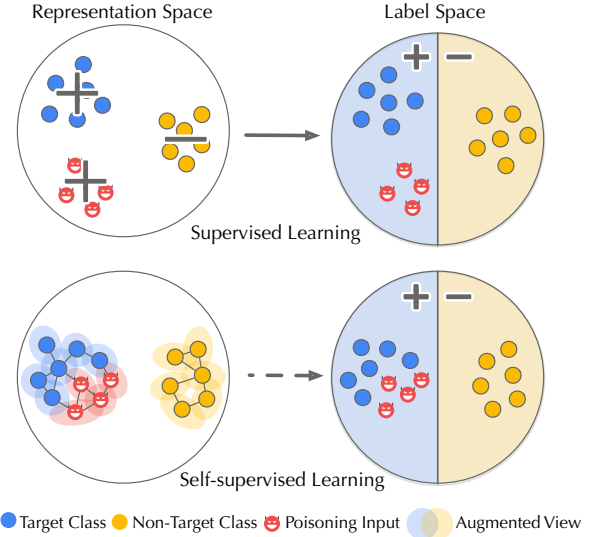 Representation Space
Label Space
Supervised Learning
Self-supervised Learning
Target Class
Non-Target Class
Poisoning Input
Augmented View